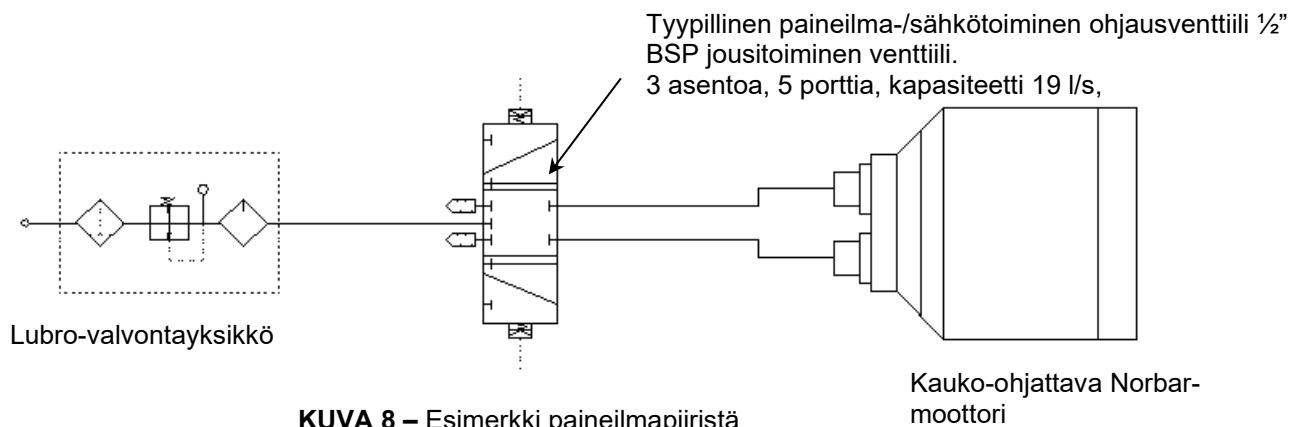 Tyypillinen paineilma-/sähkötoiminen ohjausventtiili ½”
BSP jousitoiminen venttiili.
3 asentoa, 5 porttia, kapasiteetti 19 l/s,
Lubro-valvontayksikkö
Kauko-ohjattava Norbar-
moottori
KUVA 8 – Esimerkki paineilmapiiristä